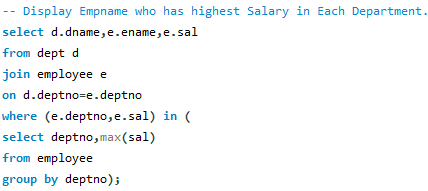 -- Display Empname who has highest Salary in Each Department.
select d.dname,e.ename,e.sal
from dept d
join employee e
on d.deptno=e.deptno
where (e.deptno,e.sal) in (
select deptno,max(sal)
from employee
group by deptno);